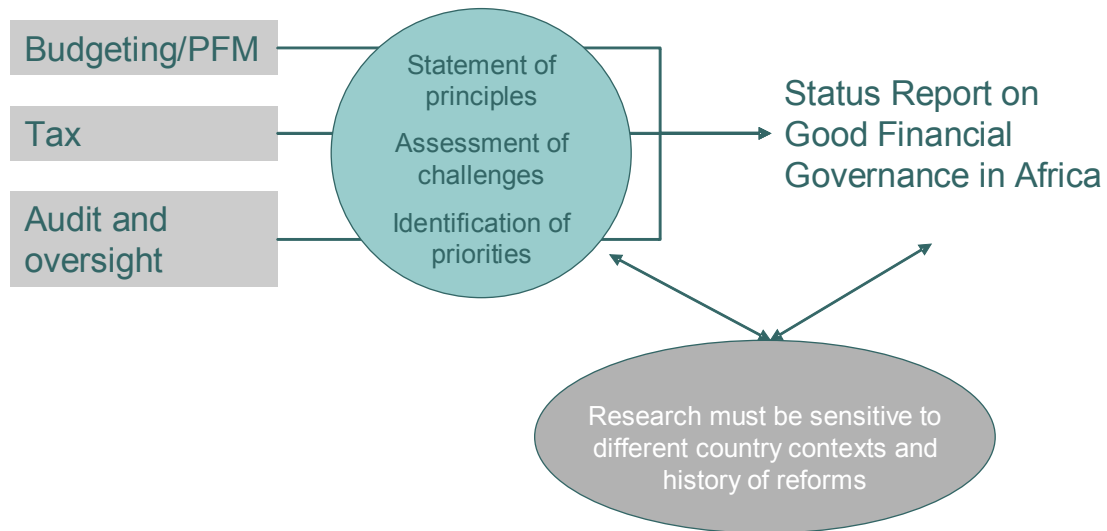 Budgeting/PFM
Tax
Audit and
oversight
Statement of
principles
Assessment of
challenges
Identification of
priorities
Status Report on
Good Financial
Governance in Africa
Research must be sensitive to
different country contexts and
history of reforms